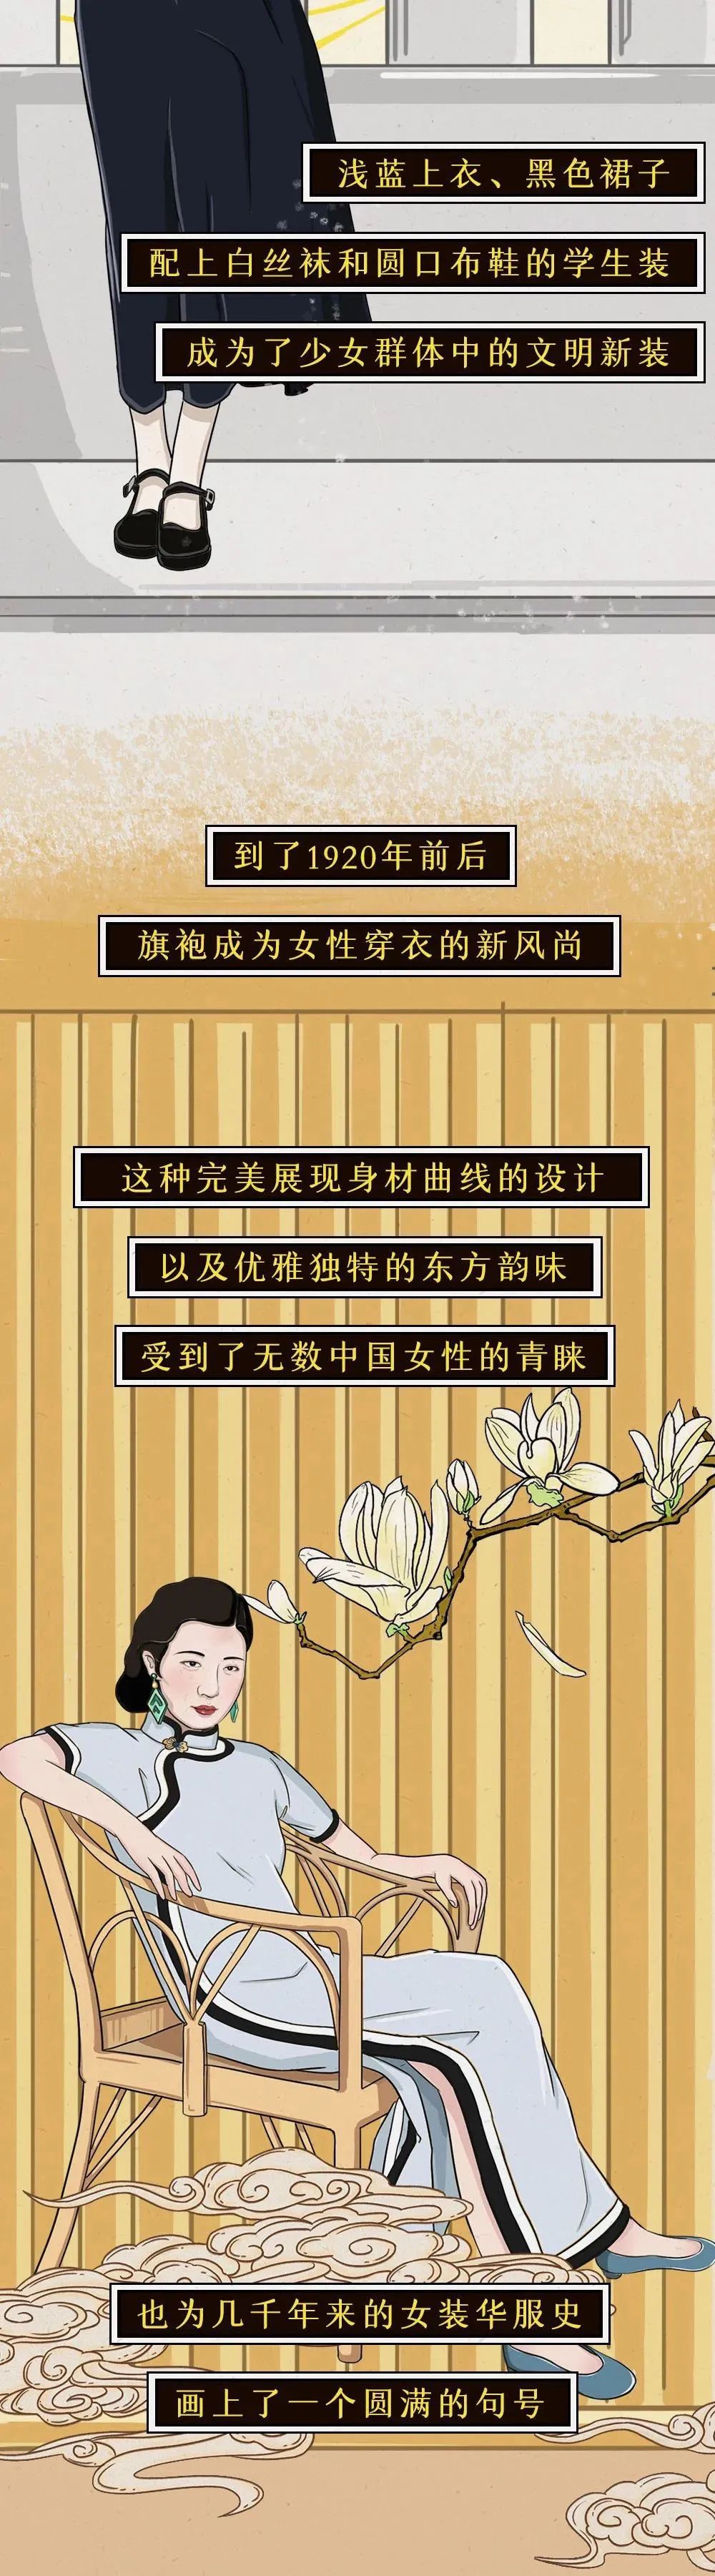 浅蓝上衣、黑色裙子
配上白丝袜和圆口布鞋的学生装
成为了少女群体中的文明新装
到了1920年前后
旗袍成为女性穿衣的新风尚
这种完美展现身材曲线的设计
以及优雅独特的东方韵味
受到了无数中国女性的青睐
也为几千年来的女装华服史
画上了一个圆满的句号